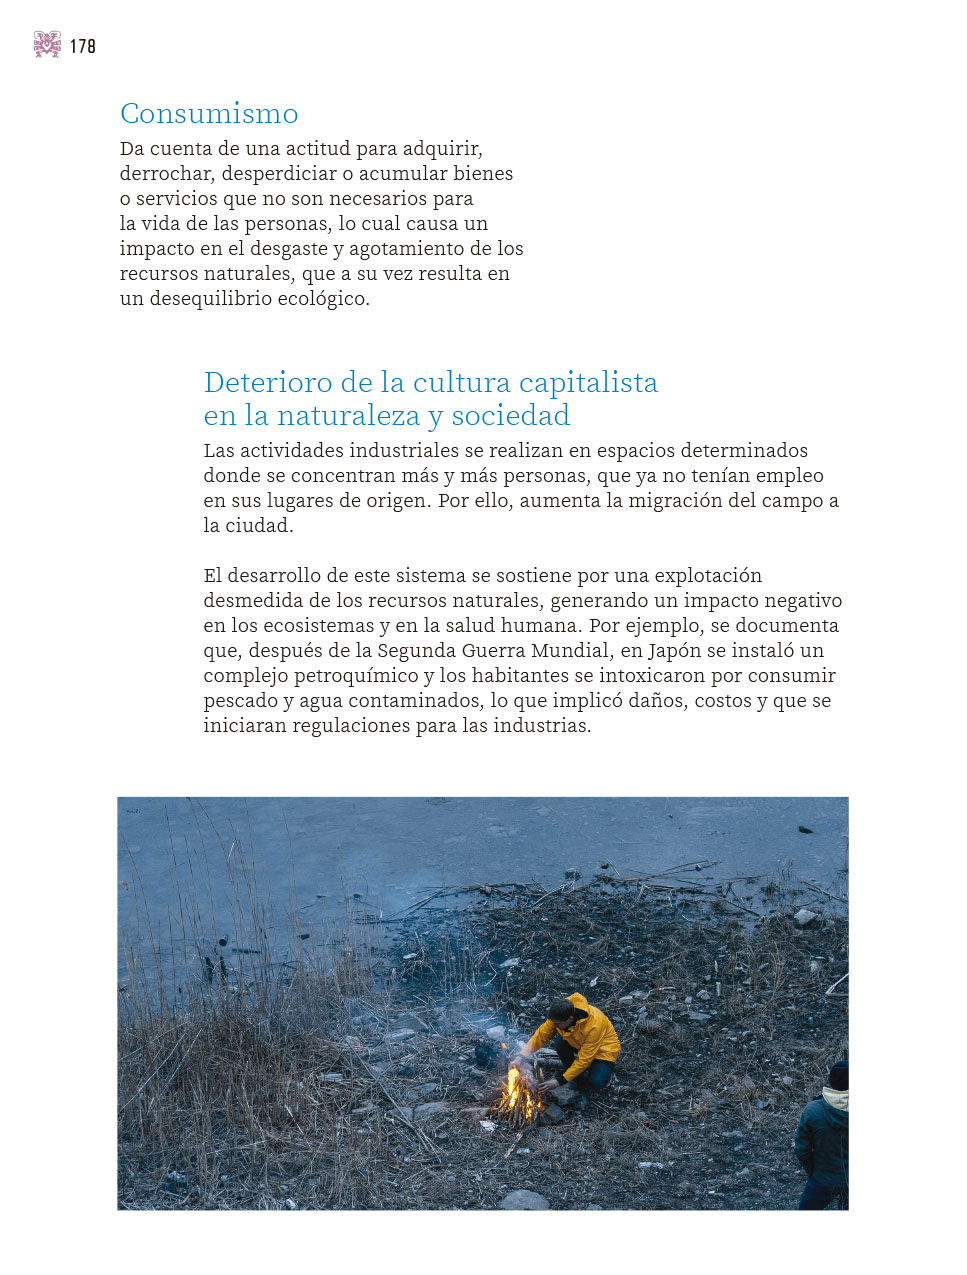 178
Consumismo
Da cuenta de una actitud para adquirir,
derrochar, desperdiciar o acumular bienes
o servicios que no son necesarios para
la vida de las personas, lo cual causa un
impacto en el desgaste y agotamiento de los
recursos naturales, que a su vez resulta en
un desequilibrio ecológico.
Deterioro de la cultura capitalista
en la naturaleza y sociedad
Las actividades industriales se realizan en espacios determinados
donde se concentran más y más personas, que ya no tenían empleo
en sus lugares de origen. Por ello, aumenta la migración del campo a
la ciudad.
El desarrollo de este sistema se sostiene por una explotación
desmedida de los recursos naturales, generando un impacto negativo
en los ecosistemas y en la salud humana. Por ejemplo, se documenta
que, después de la Segunda Guerra Mundial, en Japón se instaló un
complejo petroquímico y los habitantes se intoxicaron por consumir
pescado y agua contaminados, lo que implicó daños, costos y que se
iniciaran regulaciones para las industrias.